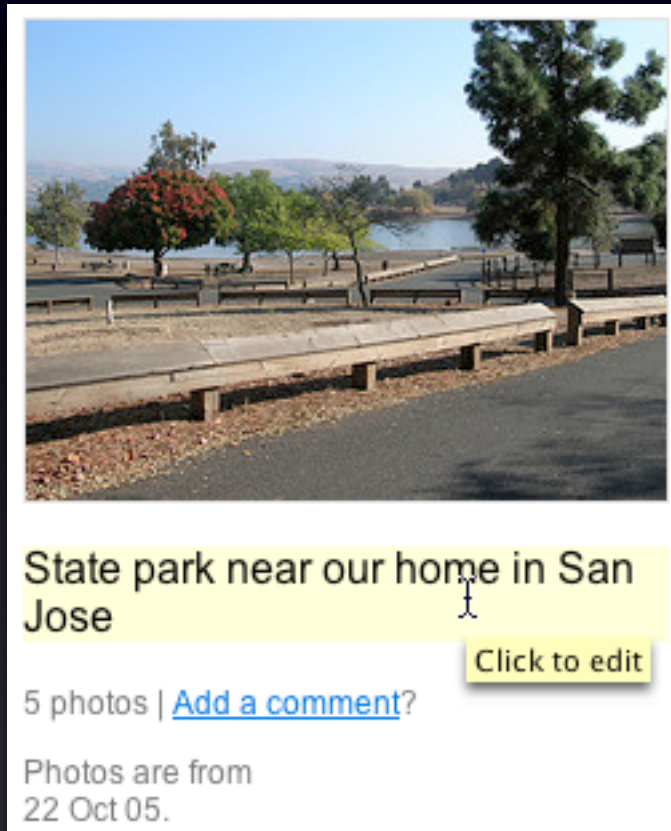 State park near our home in San
Jose
Click to edit
5 photos | Add a comment?
Photos are from
22 Oct 05.